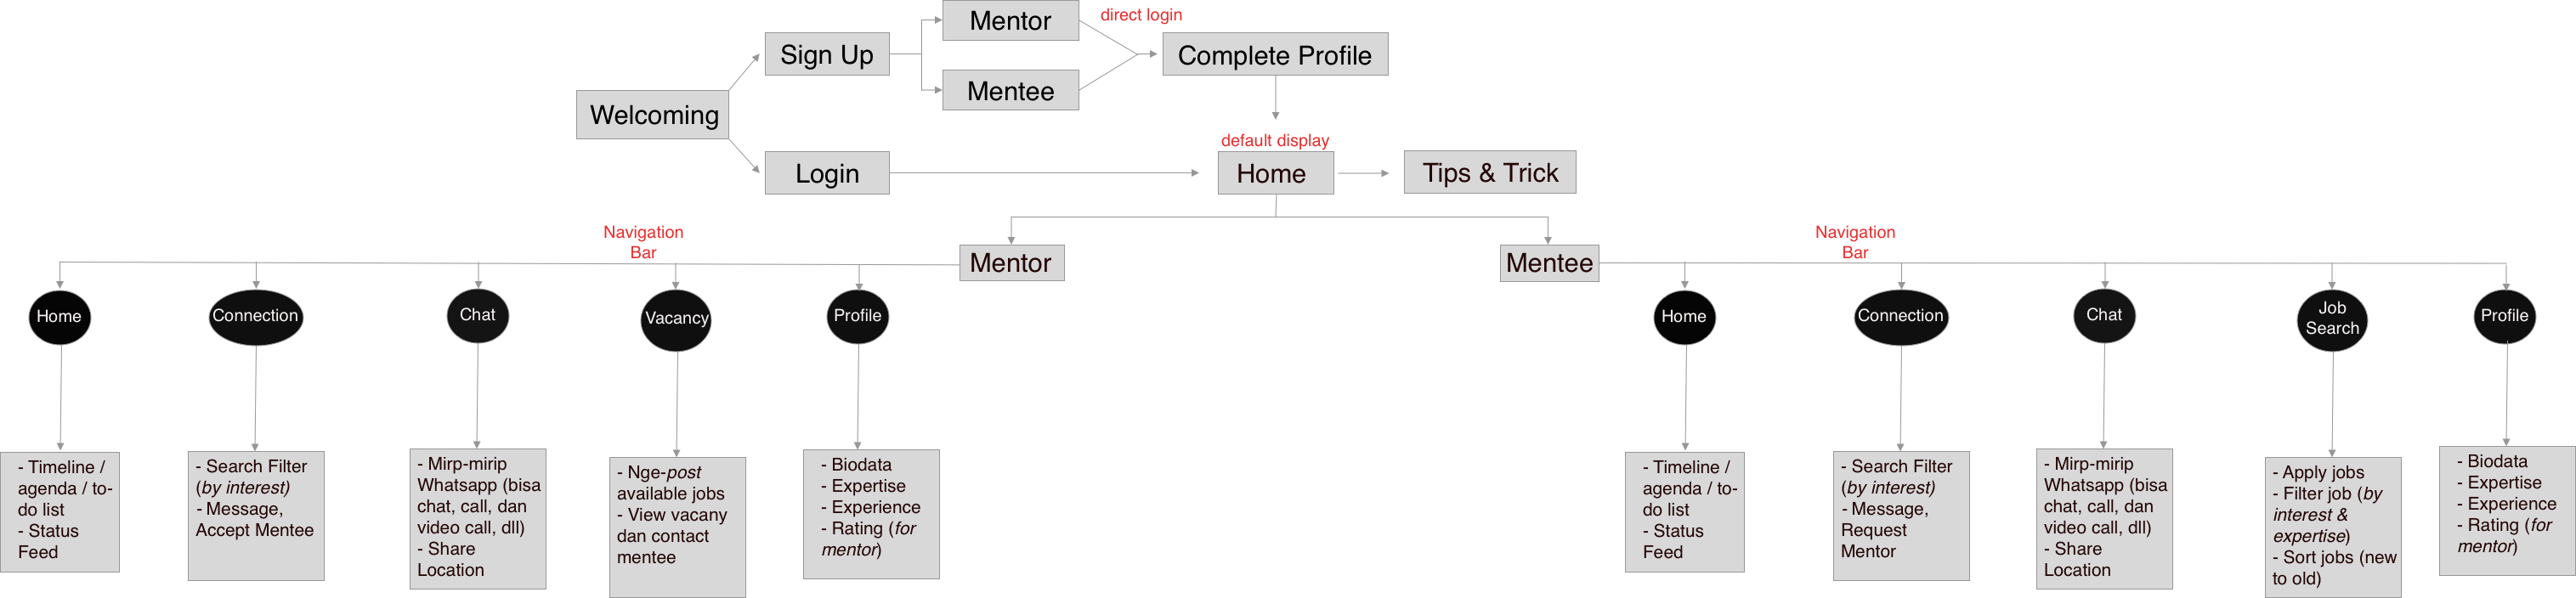 Mentor
direct login
Sign Up
Complete Profile
Mentee
Welcoming
default display
Login
Home
Tips & Trick
Navigation
Bar
Mentor
Mentee
Navigation
Bar
Home
Connection
Chat
Vacancy
Profile
Home
Connection
Chat
Job
Search
Profile
- Timeline /
agenda / to-
do list
- Status
Feed
- Search Filter
(by interest)
- Message,
Accept Mentee
- Mirp-mirip
Whatsapp (bisa
chat, call, dan
video call, dll)
- Share
Location
- Nge-post
available jobs
- View vacany
dan contact
mentee
- Biodata
- Expertise
- Experience
- Rating (for
mentor)
- Timeline /
agenda / to-
do list
- Status
Feed
- Search Filter
(by interest)
- Message,
Request
Mentor
- Mirp-mirip
Whatsapp (bisa
chat, call, dan
video call, dll)
- Share
Location
- Apply jobs
- Filter job (by
interest &
expertise)
- Sort jobs (new
to old)
- Biodata
- Expertise
- Experience
- Rating (for
mentor)